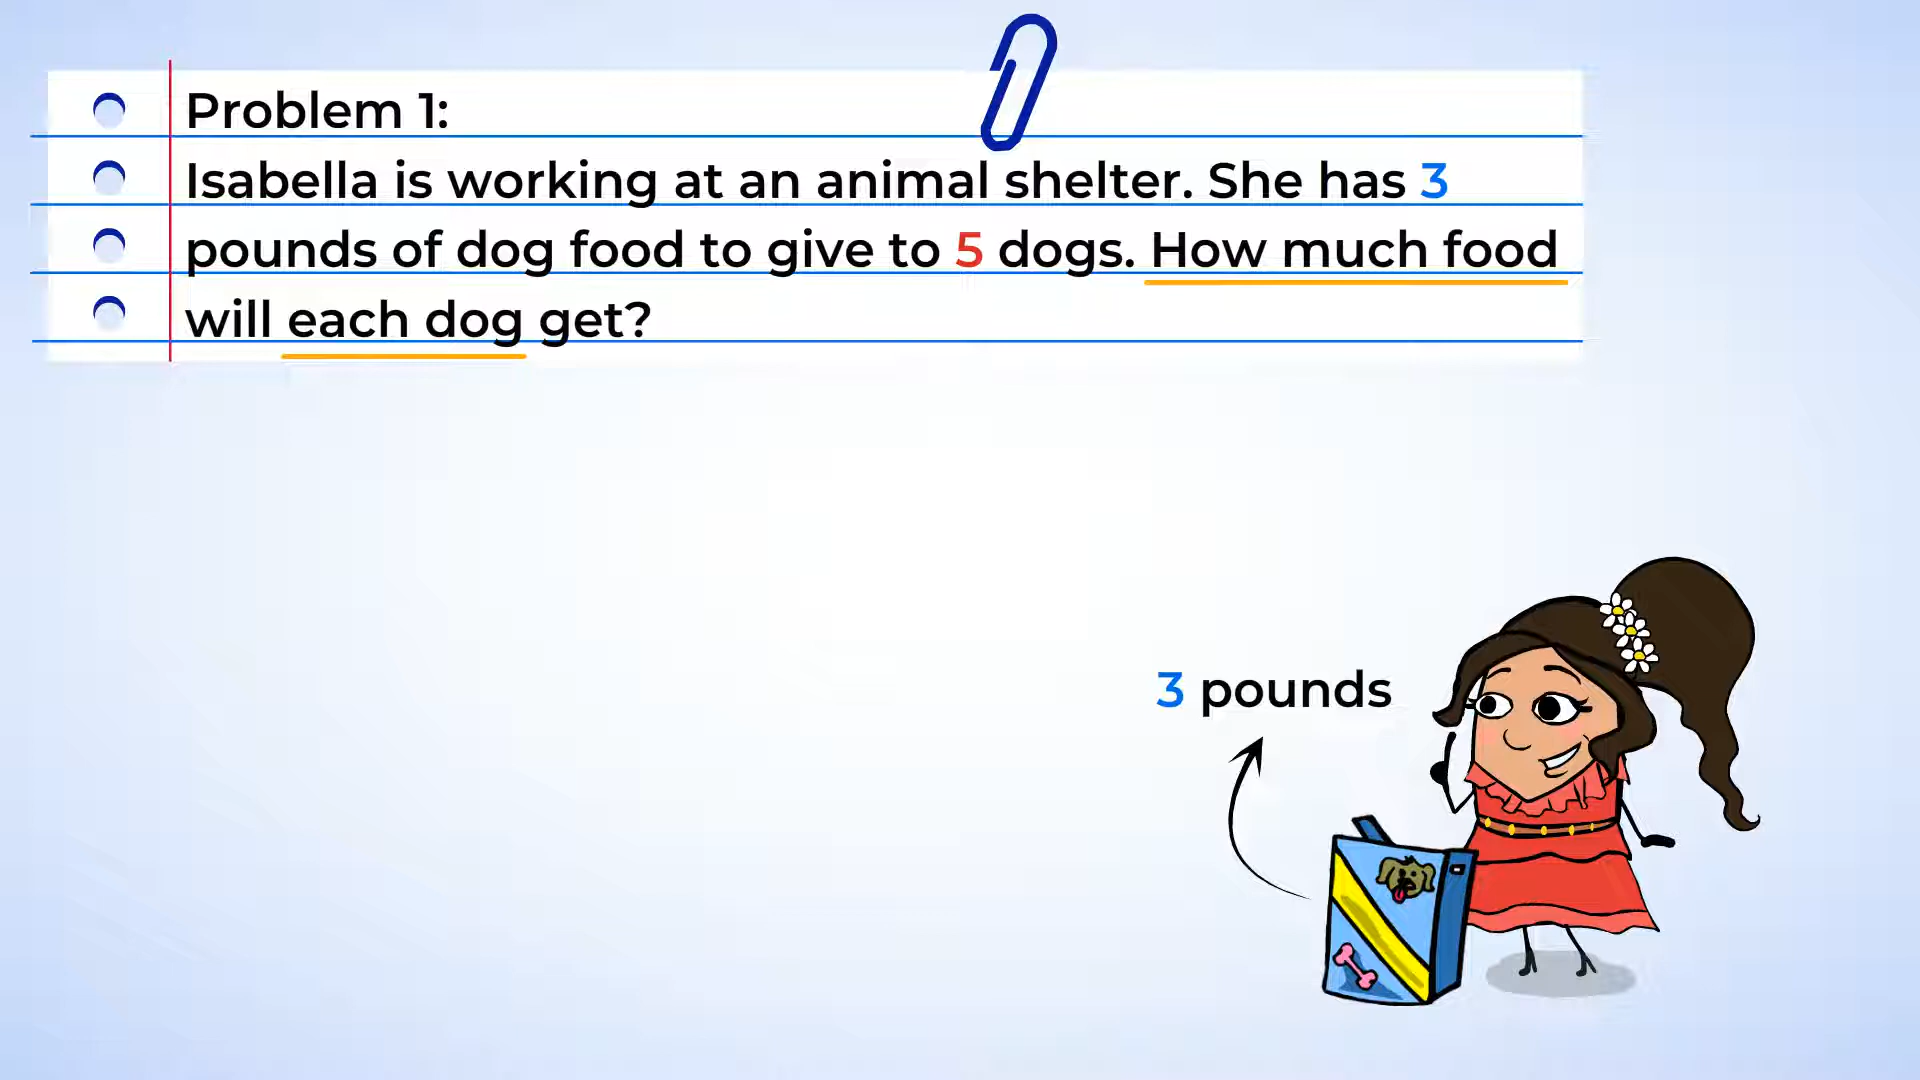 Problem 1:
Isabella is working at an animal shelter. She has 3
pounds of dog food to give to 5 dogs. How much food
will each dog get?
3 pounds